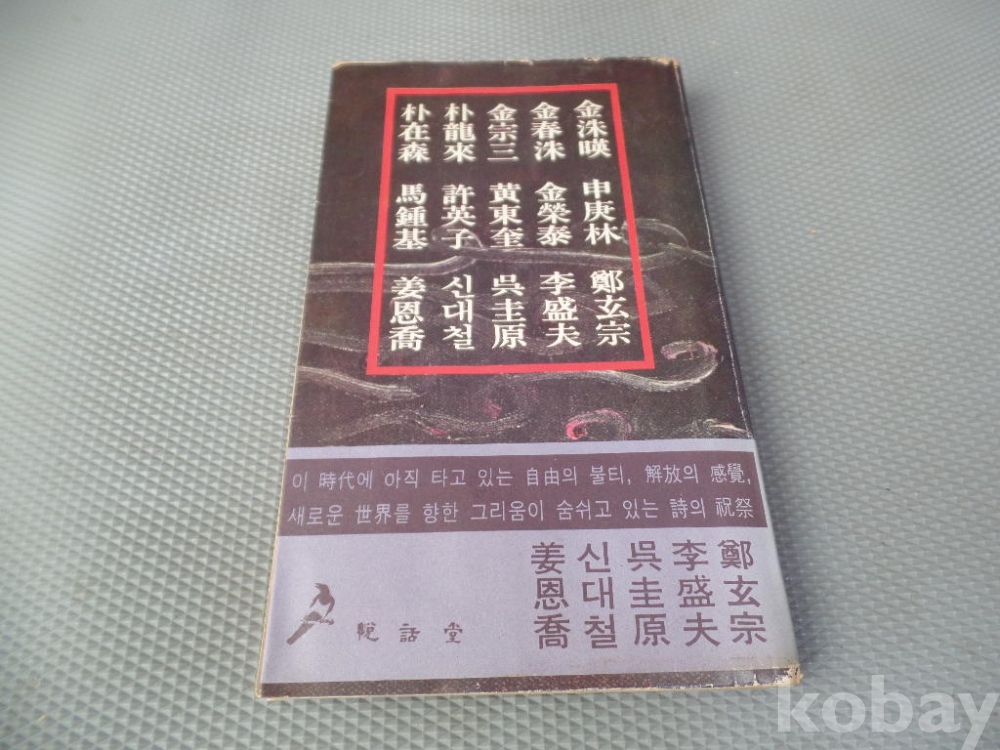 金洙暎
金春洙
金宗三
朴龍來
朴在森
申庚林
金榮泰
黃東奎
許英子
馬鍾基
鄭玄宗
李盛夫
吳圭原
신대철
姜恩喬
이 時代에 아직 타고 있는 自由의 불티, 解放의 感覺,
새로운 世界를 향한 그리움이 숨쉬고 있는 詩의 祝祭
鄭玄宗
李盛夫
吳圭原
신대철
姜恩喬
悅話堂
kobay